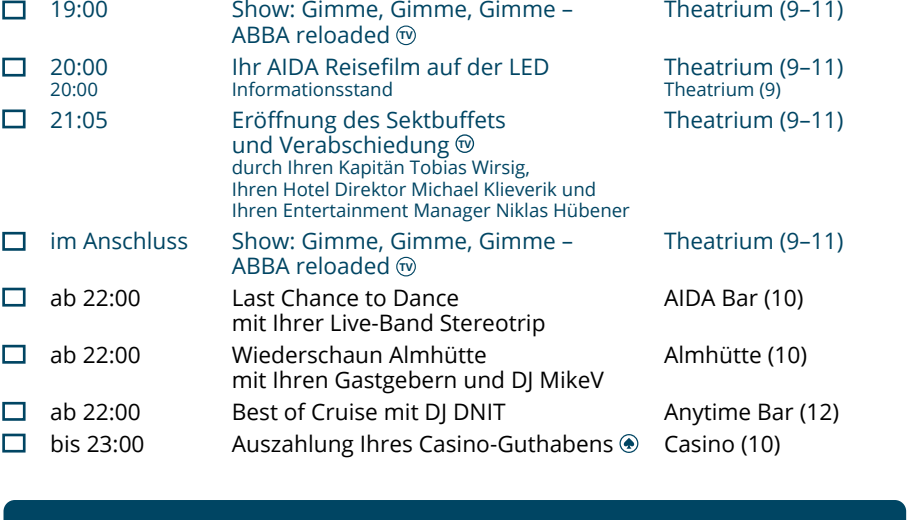 19:00 Show: Gimme, Gimme, Gimme – Theatrium (9–11)
ABBA reloaded TV
20:00 Ihr AIDA Reisefilm auf der LED Theatrium (9–11)
20:00 Informationsstand Theatrium (9)
21:05 Eröffnung des Sektbuffets Theatrium (9–11)
und Verabschiedung TV
durch Ihren Kapitän Tobias Wirsig,
Ihren Hotel Direktor Michael Klieverik und
Ihren Entertainment Manager Niklas Hübener
im Anschluss Show: Gimme, Gimme, Gimme – Theatrium (9–11)
ABBA reloaded TV
ab 22:00 Last Chance to Dance AIDA Bar (10)
mit Ihrer Live-Band Stereotrip
ab 22:00 Wiederschaun Almhütte Almhütte (10)
mit Ihren Gastgebern und DJ MikeV
ab 22:00 Best of Cruise mit DJ DNIT Anytime Bar (12)
bis 23:00 Auszahlung Ihres Casino-Guthabens Casino (10)